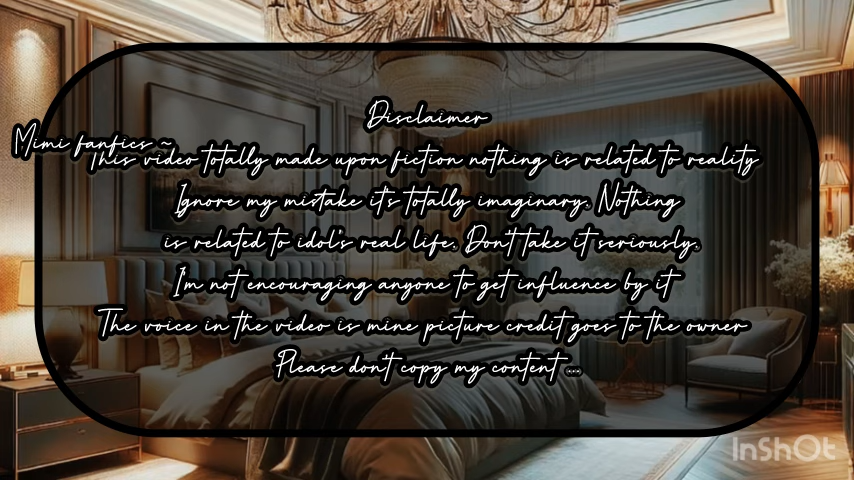 Disclaimer
Mimi fanfics ~
This video totally made upon fiction nothing is related to reality
Ignore my mistake it's totally imaginary. Nothing
is related to idol's real life. Don't take it seriously.
I'm not encouraging anyone to get influence by it
The voice in the video is mine picture credit goes to the owner
Please don't copy my content ...
InShOt